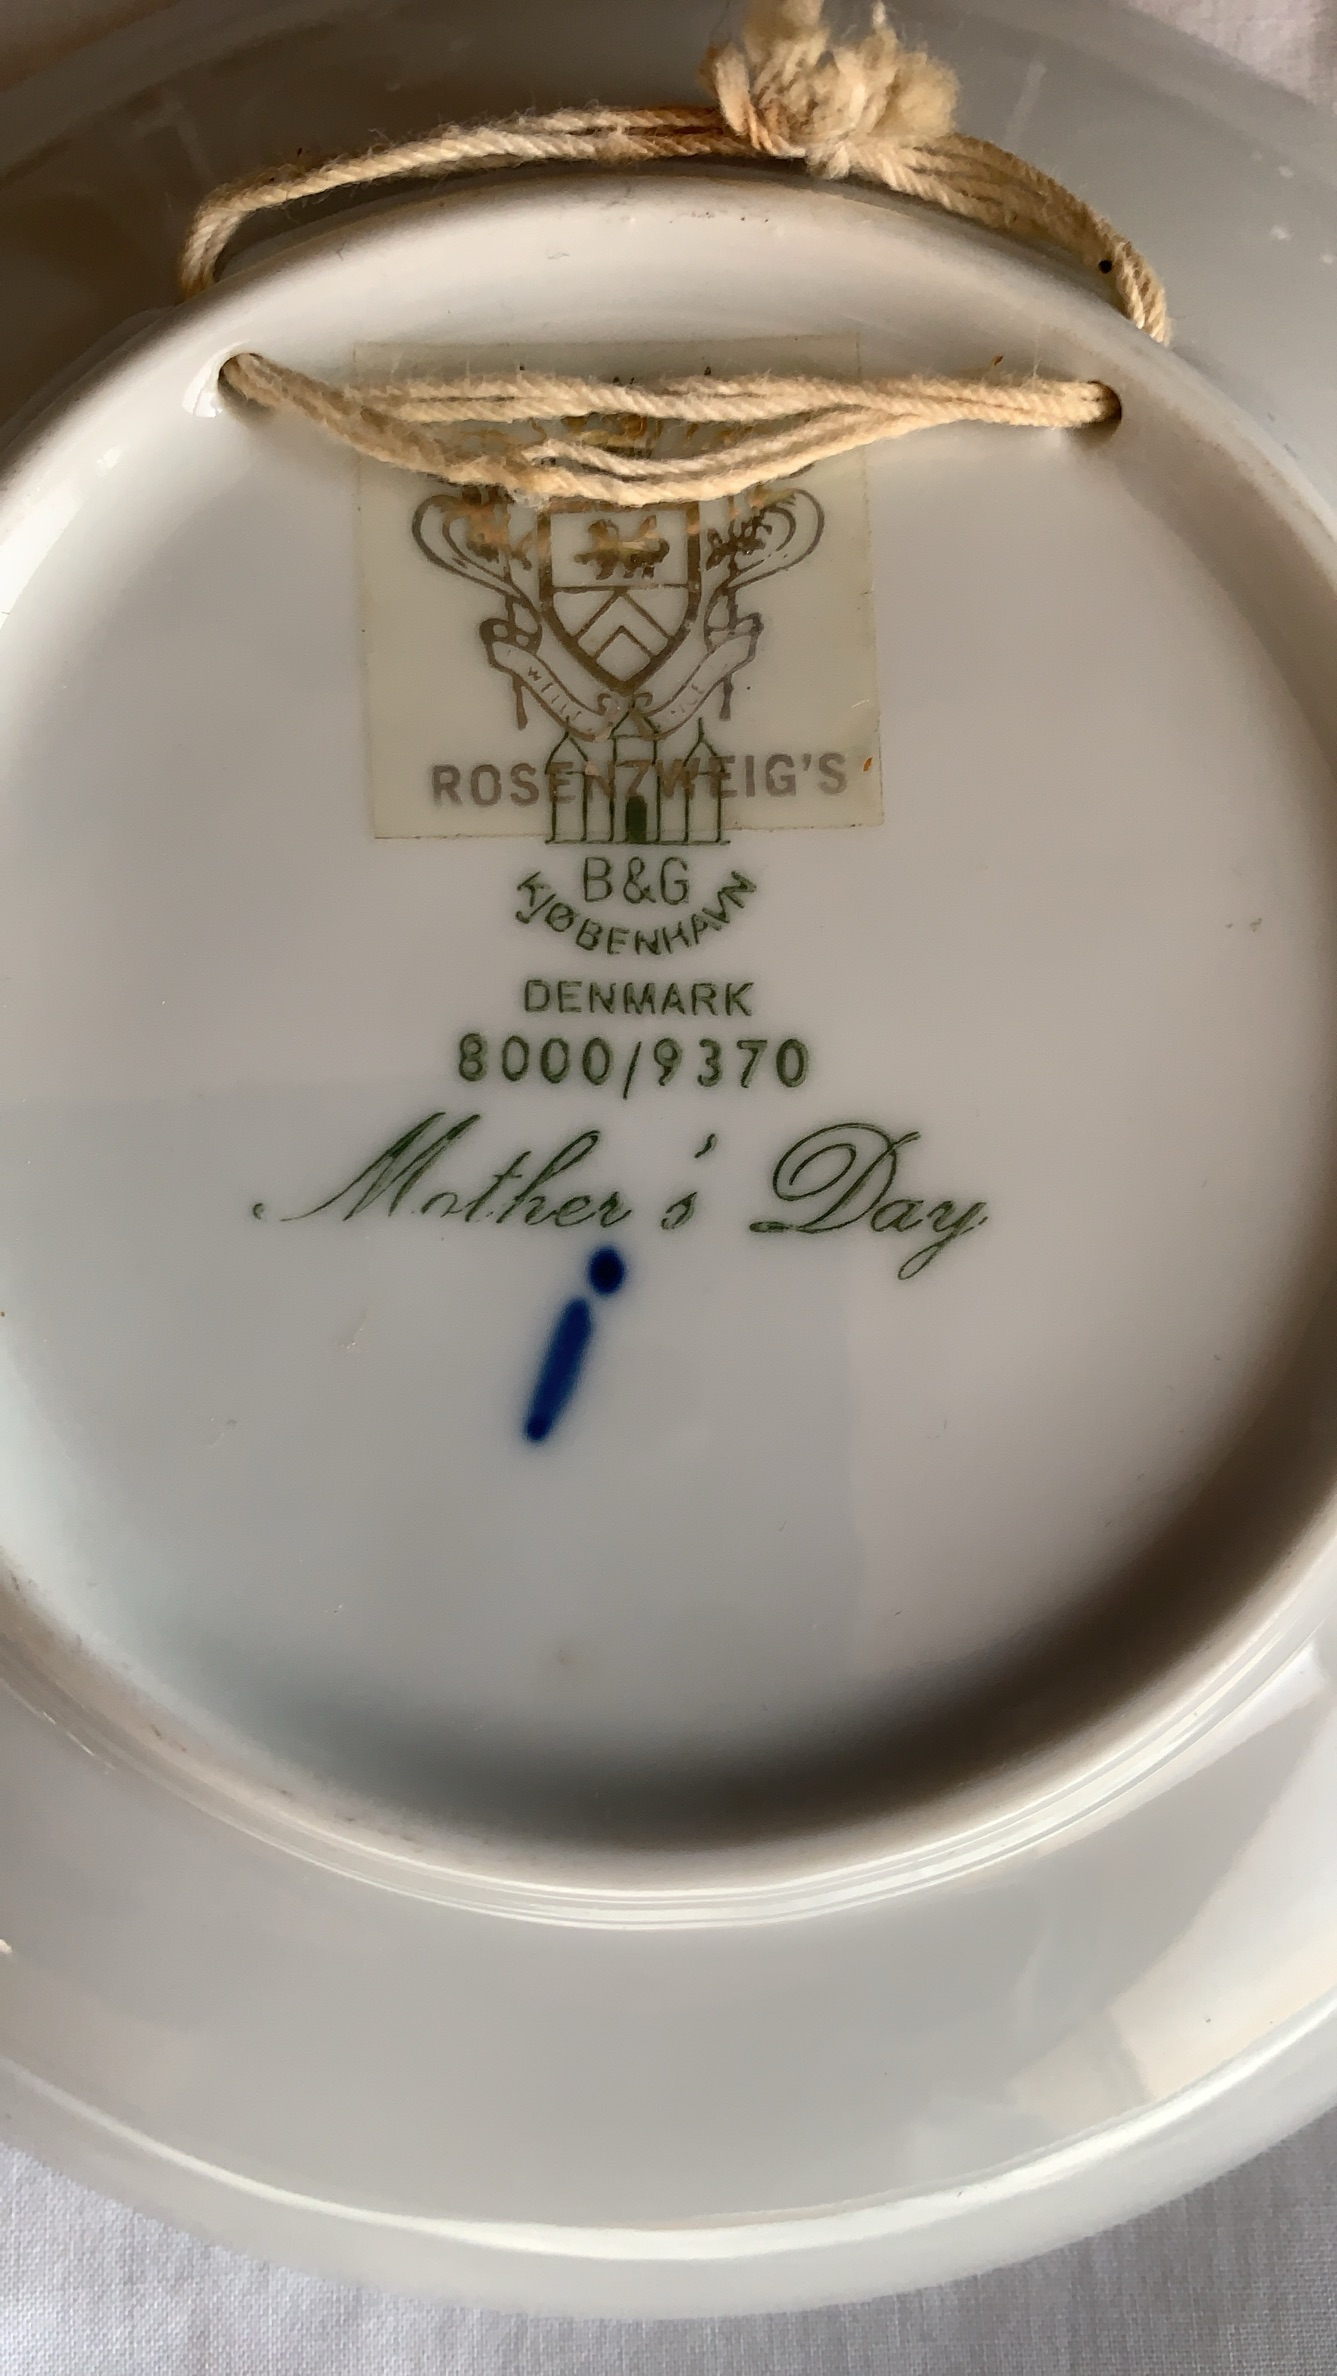 ROSENZWEIG'S
B&G
KJØBENHAVN
DENMARK
8000/9370
Mother's Day